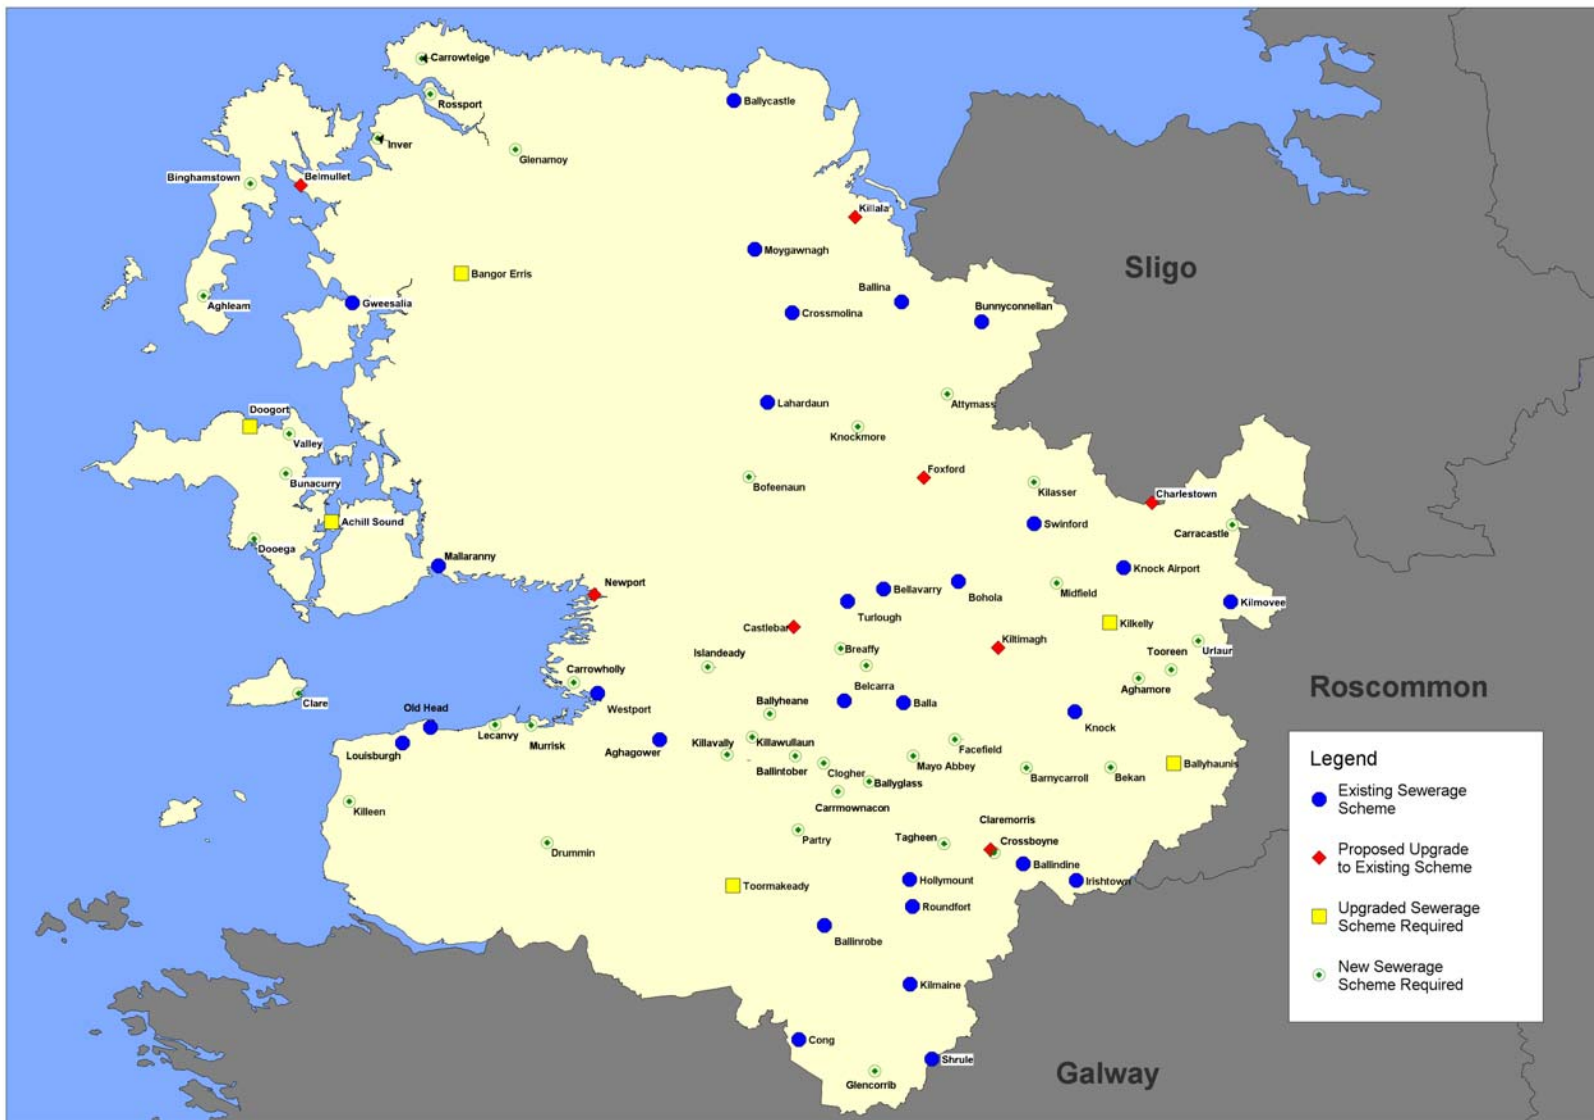 Carrowteige
Rossport
Ballycastle
Inver
Glenamoy
Binghamstown
Belmullet
Killala
Moygawnagh
Sligo
Bangor Erris
Ballina
Aghleam
Gweesalia
Bunnyconnellan
Crossmolina
Lahardaun
Attymass
Doogort
Valley
Knockmore
Foxford
Bunacurry
Bofeenaun
Kilasser
Charlestown
Achill Sound
Swinford
Carracastle
Dooega
Mallaranny
Knock Airport
Newport
Bellavarry
Bohola
Midfield
Kilmovee
Turlough
Castlebar
Kilkelly
Breaffy
Kiltimagh
Urlaur
Islandeady
Tooreen
Carrowholly
Belcarra
Aghamore
Roscommon
Clare
Ballyheane
Balla
Westport
Old Head
Knock
Lecanvy
Murrisk
Aghagower
Killavally
Killawullaun
Facefield
Louisburgh
Mayo Abbey
Ballyhaunis
Ballintober
Clogher
Barnycarroll
Bekan
Ballyglass
Killeen
Carrmownacon
Claremorris
Partry
Tagheen
Crossboyne
Drummin
Ballindine
Toormakeady
Hollymount
Irishtown
Roundfort
Ballinrobe
Kilmaine
Cong
Shrule
Glencorrib
Galway
Legend
Existing Sewerage
Scheme
Proposed Upgrade
to Existing Scheme
Upgraded Sewerage
Scheme Required
New Sewerage
Scheme Required